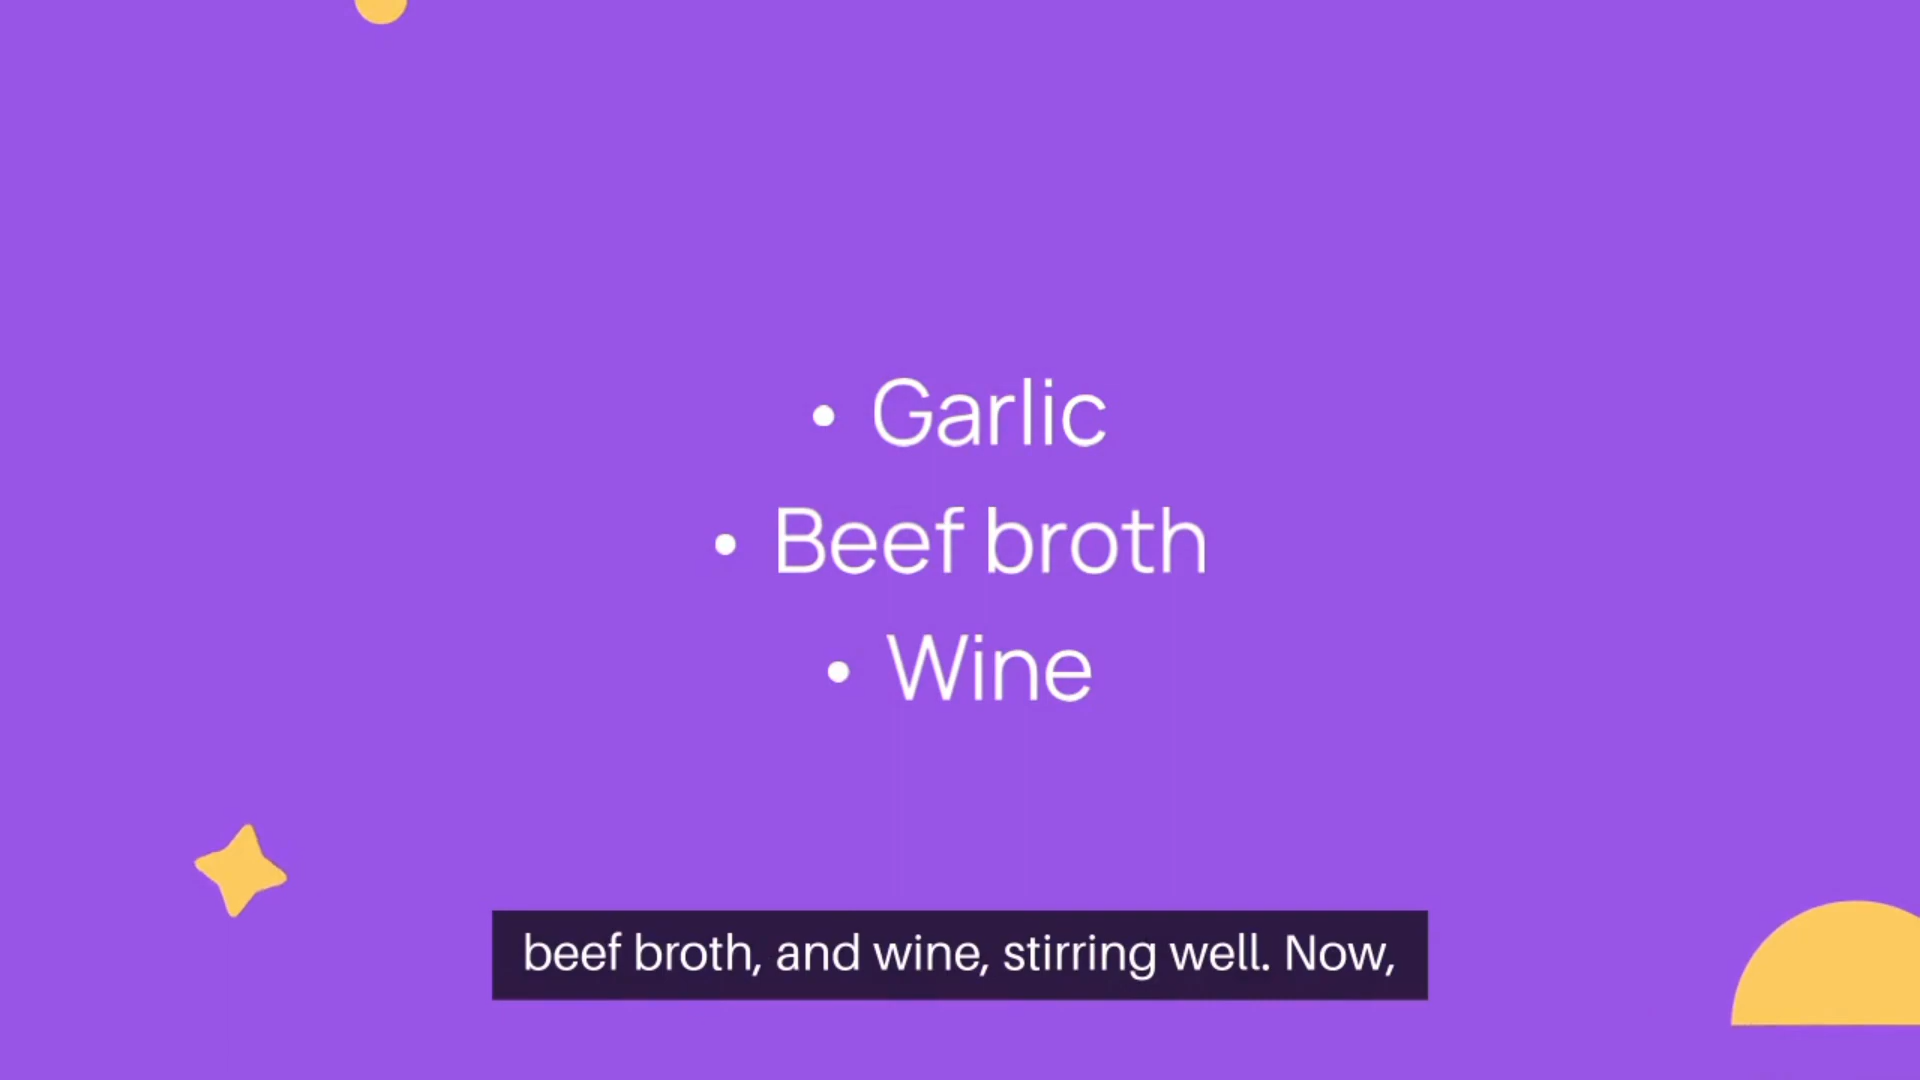 • Garlic
• Beef broth
• Wine
beef broth, and wine, stirring well. Now,